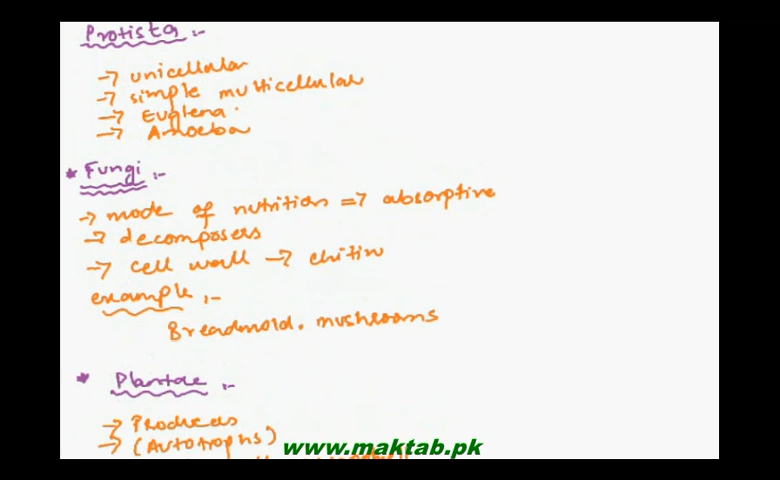 Protista :-
→ unicellular
→ simple multicellular
→ Euglena.
→ Amoeba
* Fungi :-
→ mode of nutrition => absorptive
→ decomposers
→ cell wall → chitin
example :-
Breadmold. mushrooms
* Plantae :-
→ Producers
→ (Autotrophs)
www.maktab.pk